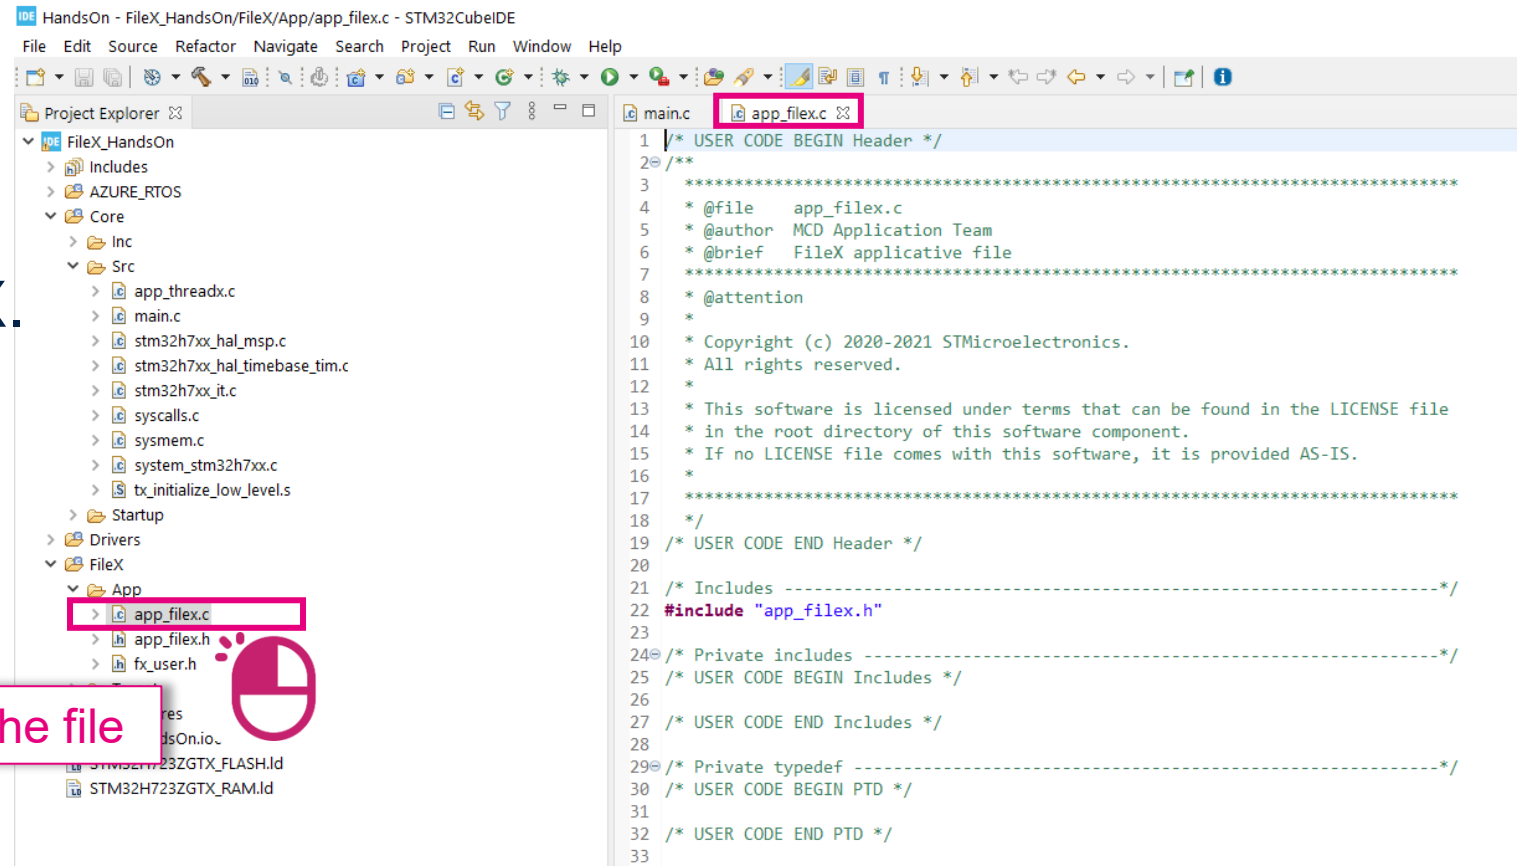 IDE HandsOn - FileX_HandsOn/FileX/App/app_filex.c - STM32CubeIDE
File Edit Source Refactor Navigate Search Project Run Window Help
Project Explorer
FileX_HandsOn
Includes
AZURE_RTOS
Core
Inc
Src
app_threadx.c
main.c
stm32h7xx_hal_msp.c
stm32h7xx_hal_timebase_tim.c
stm32h7xx_it.c
syscalls.c
sysmem.c
system_stm32h7xx.c
tx_initialize_low_level.s
Startup
Drivers
FileX
App
app_filex.c
app_filex.h
fx_user.h
res
dsOn.ioc
STM32H723ZGTX_FLASH.ld
STM32H723ZGTX_RAM.ld
X.
he file
main.c app_filex.c
1 /* USER CODE BEGIN Header */
2 /**
3 ******************************************************************************
4 * @file    app_filex.c
5 * @author  MCD Application Team
6 * @brief   FileX applicative file
7 ******************************************************************************
8 * @attention
9 *
10 * Copyright (c) 2020-2021 STMicroelectronics.
11 * All rights reserved.
12 *
13 * This software is licensed under terms that can be found in the LICENSE file
14 * in the root directory of this software component.
15 * If no LICENSE file comes with this software, it is provided AS-IS.
16 *
17 ******************************************************************************
18 */
19 /* USER CODE END Header */
20
21 /* Includes ------------------------------------------------------------------*/
22 #include "app_filex.h"
23
24 /* Private includes ----------------------------------------------------------*/
25 /* USER CODE BEGIN Includes */
26
27 /* USER CODE END Includes */
28
29 /* Private typedef -----------------------------------------------------------*/
30 /* USER CODE BEGIN PTD */
31
32 /* USER CODE END PTD */
33